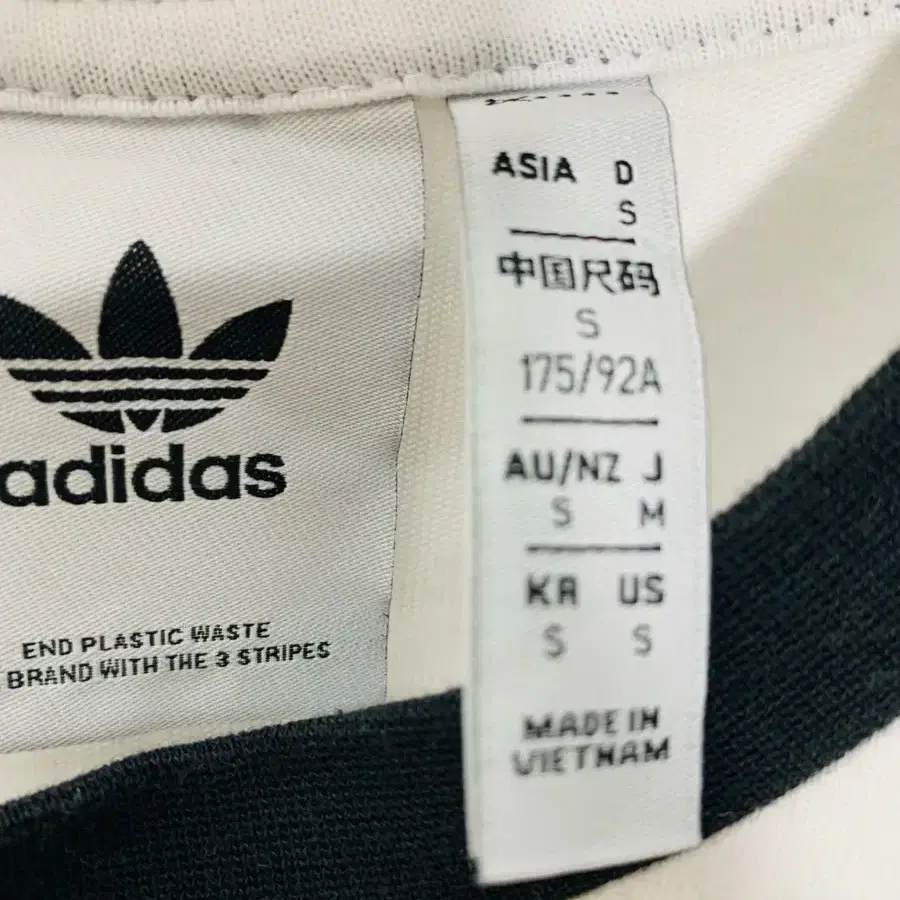 adidas
END PLASTIC WASTE
BRAND WITH THE 3 STRIPES
ASIA D
S
中国尺码
S
175/92A
AU/NZ J
S M
KR US
S S
MADE IN
VIETNAM